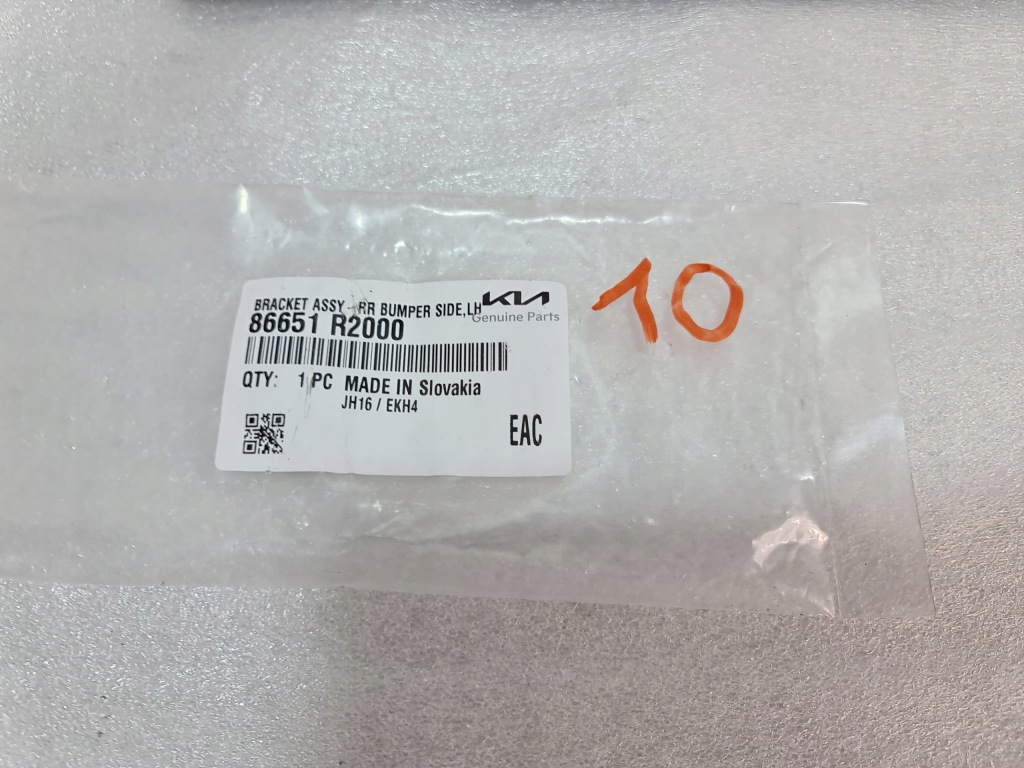 BRACKET ASSY - RR BUMPER SIDE,LH
KIA
Genuine Parts
86651 R2000
QTY: 1 PC MADE IN Slovakia
JH16 / EKH4
EAC
10